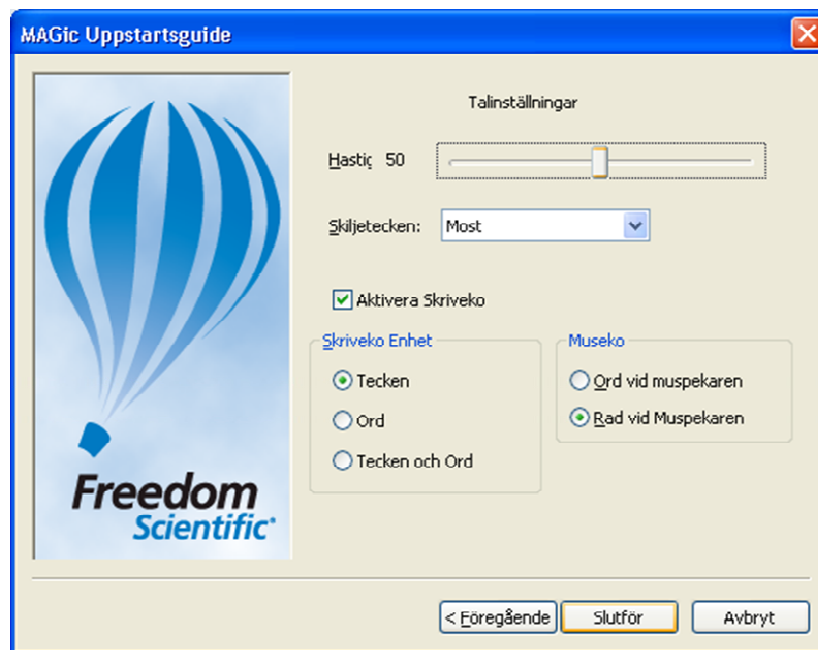 MAGic Uppstartsguide
Talinställningar
Hastig 50
Skiljetecken: Most
Aktivera Skriveko
Skriveko Enhet
Tecken
Ord
Tecken och Ord
Museko
Ord vid muspekaren
Rad vid Muspekaren
Freedom
Scientific
< Föregående Slutför Avbryt